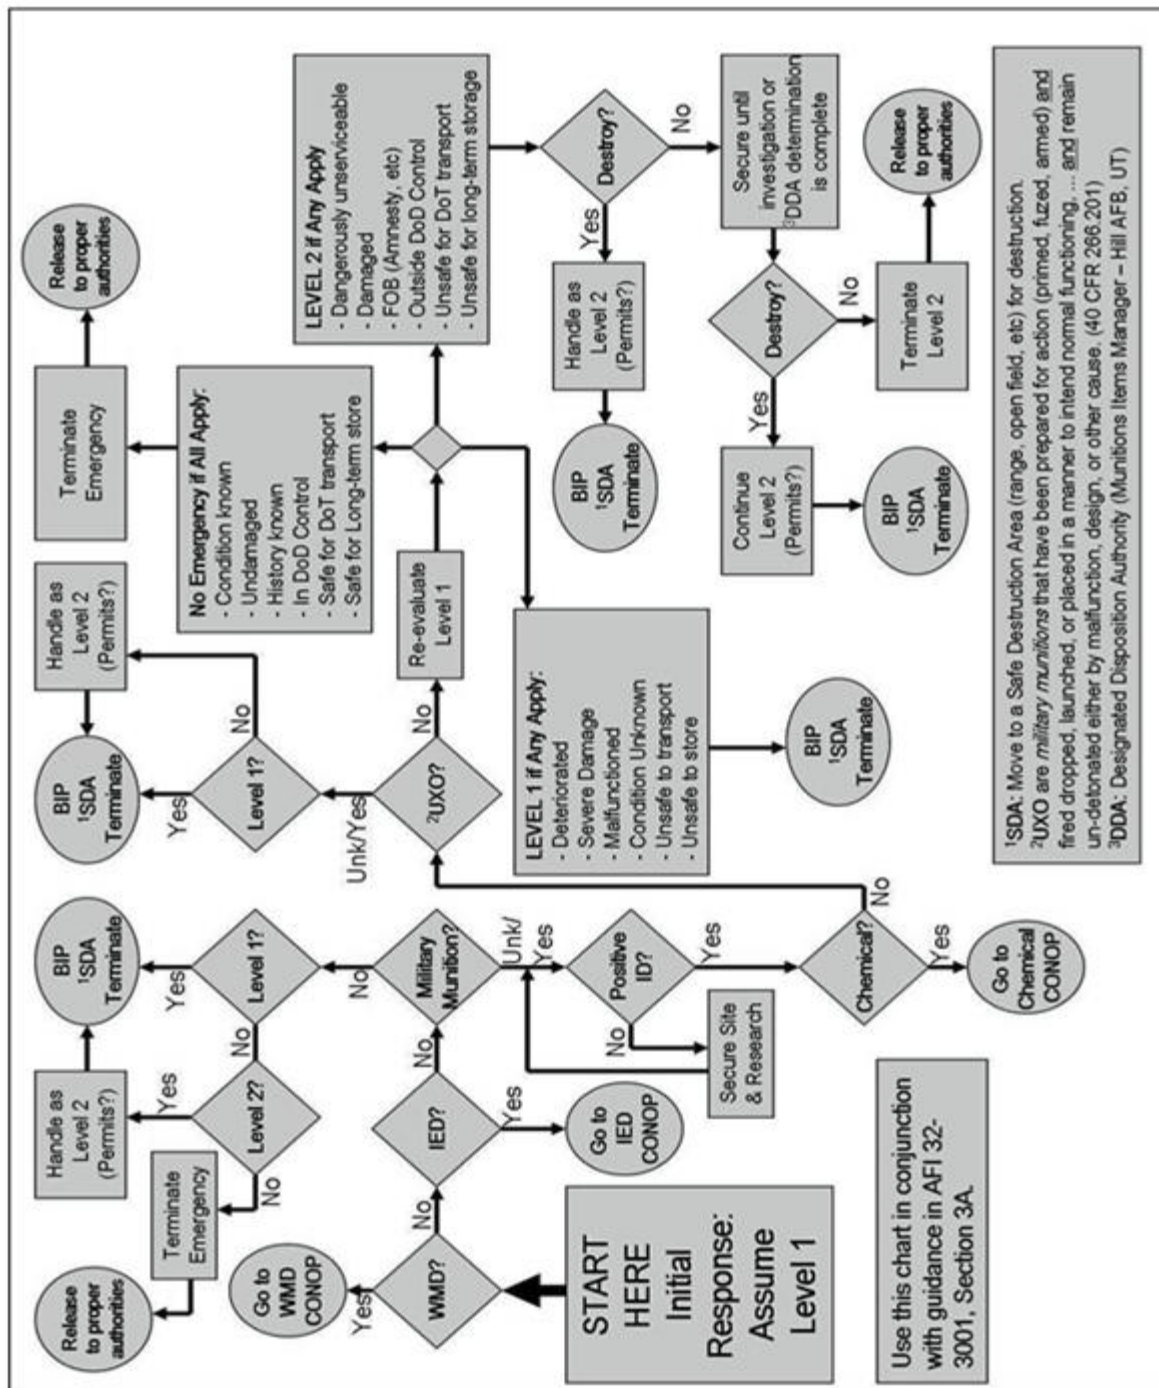 START
HERE
Initial
Response:
Assume
Level 1
WMD?
Yes
Go to
WMD
CONOP
No
IED?
Yes
Go to
IED
CONOP
No
Military
Munition?
No
Level 1?
Yes
BIP
¹SDA
Terminate
No
Level 2?
Yes
Handle as
Level 2
(Permits?)
No
Terminate
Emergency
Release
to proper
authorities
Unk/
Yes
Positive
ID?
No
Secure Site
& Research
Yes
Chemical?
Yes
Go to
Chemical
CONOP
No
²UXO?
Unk/Yes
Level 1?
Yes
BIP
¹SDA
Terminate
No
Handle as
Level 2
(Permits?)
No
Re-evaluate
Level 1
No Emergency if All Apply:
- Condition known
- Undamaged
- History known
- In DoD Control
- Safe for DoT transport
- Safe for Long-term store
Terminate
Emergency
Release
to proper
authorities
LEVEL 1 if Any Apply:
- Deteriorated
- Severe Damage
- Malfunctioned
- Condition Unknown
- Unsafe to transport
- Unsafe to store
BIP
¹SDA
Terminate
LEVEL 2 if Any Apply
- Dangerously unserviceable
- Damaged
- FOB (Amnesty, etc)
- Outside DoD Control
- Unsafe for DoT transport
- Unsafe for long-term storage
Destroy?
Yes
Handle as
Level 2
(Permits?)
BIP
¹SDA
Terminate
No
Secure until
investigation or
³DDA determination
is complete
Destroy?
Yes
Continue
Level 2
(Permits?)
BIP
¹SDA
Terminate
No
Terminate
Level 2
Release
to proper
authorities
Use this chart in conjunction
with guidance in AFI 32-
3001, Section 3A.
¹SDA: Move to a Safe Destruction Area (range, open field, etc) for destruction.
²UXO are military munitions that have been prepared for action (primed, fuzed, armed) and
fired dropped, launched, or placed in a manner to intend normal functioning, ... and remain
un-detonated either by malfunction, design, or other cause. (40 CFR 266.201)
³DDA: Designated Disposition Authority (Munitions Items Manager – Hill AFB, UT)